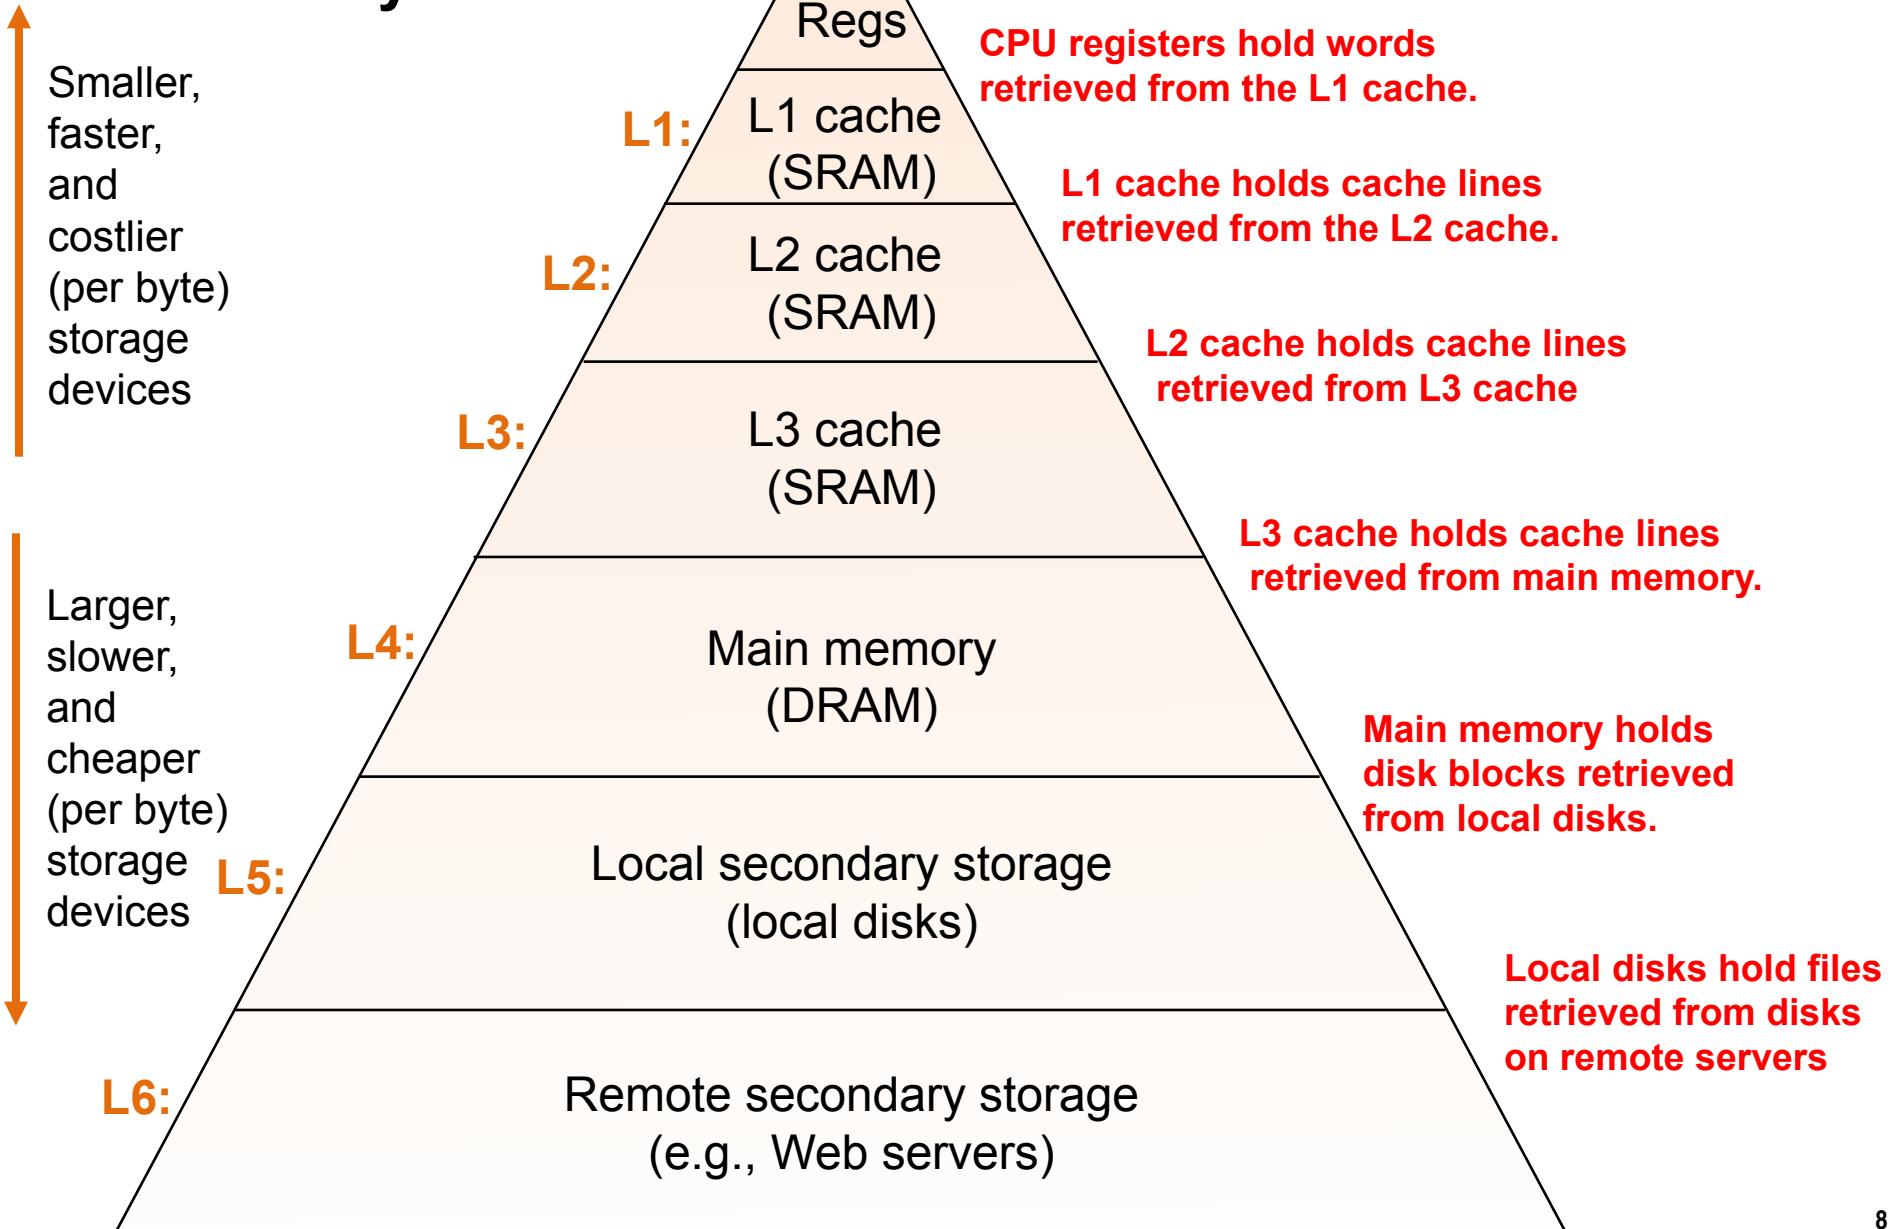 Regs
CPU registers hold words
retrieved from the L1 cache.
Smaller,
faster,
and
costlier
(per byte)
storage
devices
L1:
L1 cache
(SRAM)
L1 cache holds cache lines
retrieved from the L2 cache.
L2:
L2 cache
(SRAM)
L2 cache holds cache lines
retrieved from L3 cache
L3:
L3 cache
(SRAM)
L3 cache holds cache lines
retrieved from main memory.
Larger,
slower,
and
cheaper
(per byte)
storage
devices
L4:
Main memory
(DRAM)
Main memory holds
disk blocks retrieved
from local disks.
L5:
Local secondary storage
(local disks)
Local disks hold files
retrieved from disks
on remote servers
L6:
Remote secondary storage
(e.g., Web servers)
8